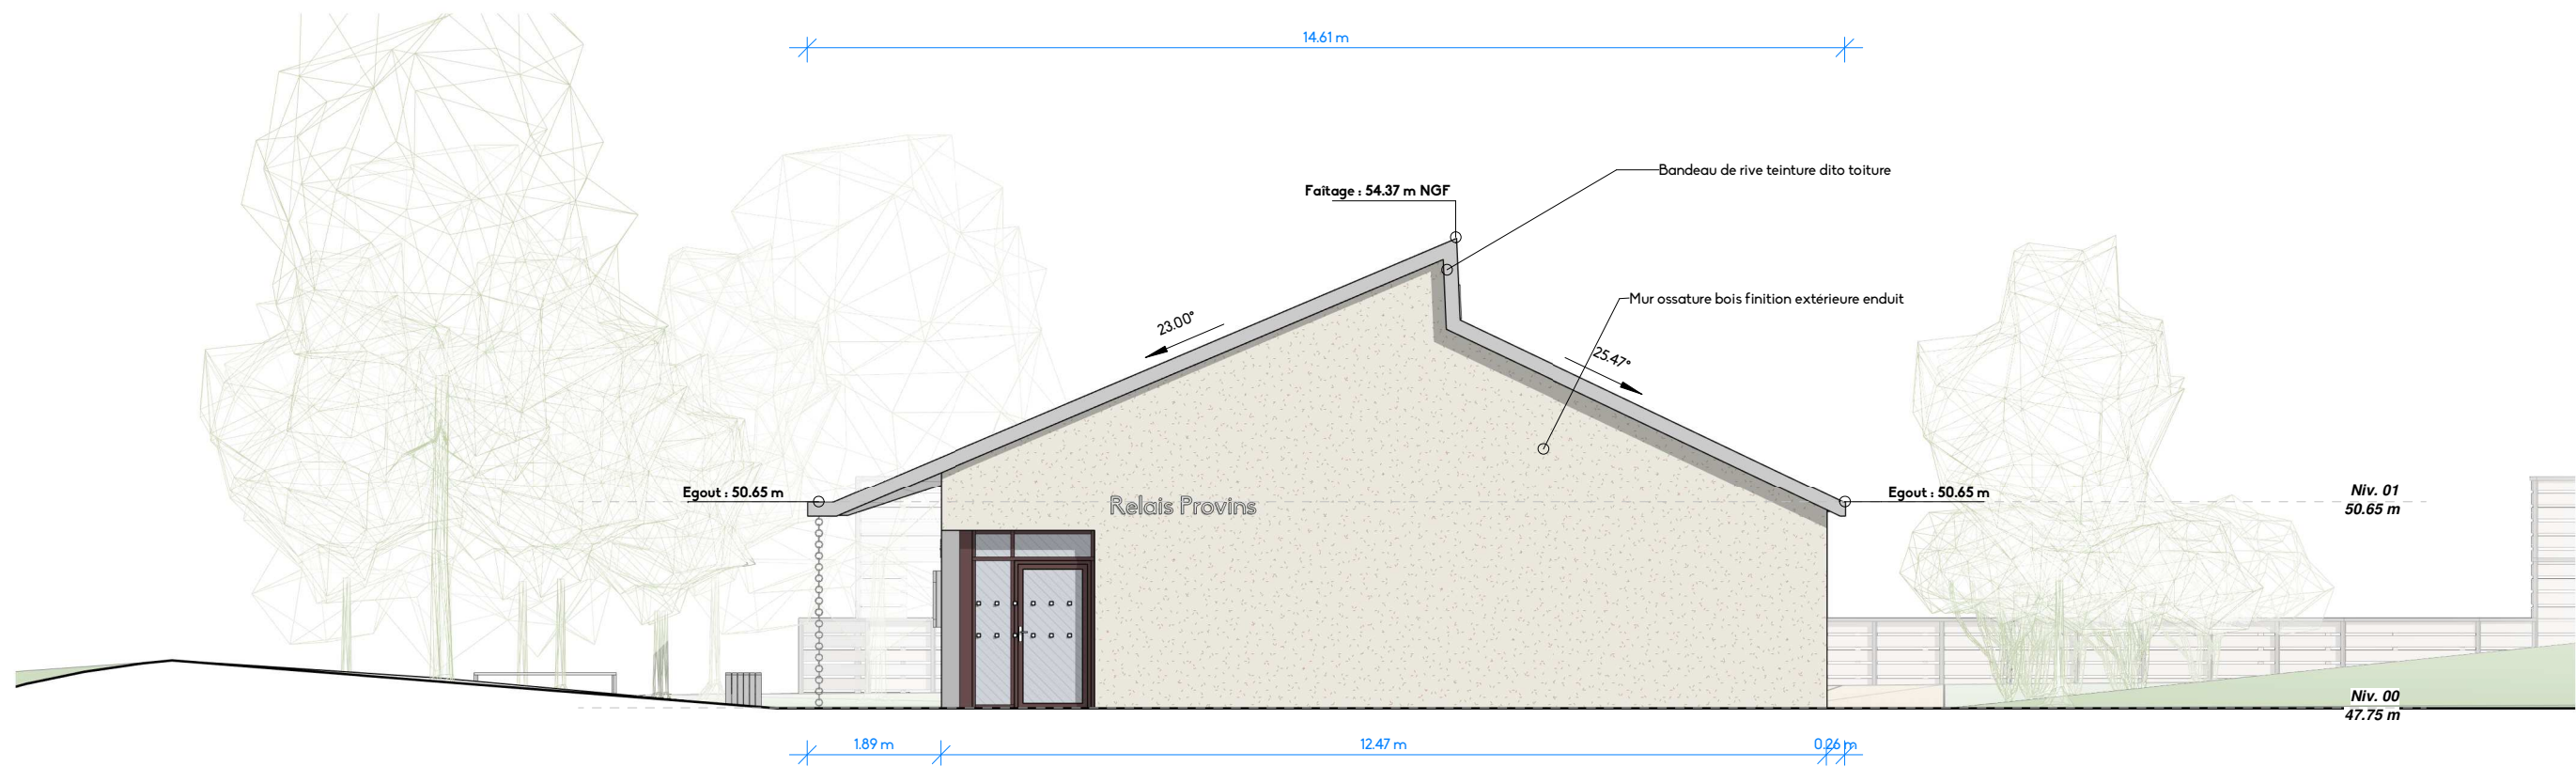 14.61 m
Bandeau de rive teinture dito toiture
Faîtage : 54.37 m NGF
Mur ossature bois finition extérieure enduit
23.00°
25.47°
Egout : 50.65 m
Egout : 50.65 m
Niv. 01
50.65 m
Relais Provins
Niv. 00
47.75 m
1.89 m
12.47 m
0.26 m